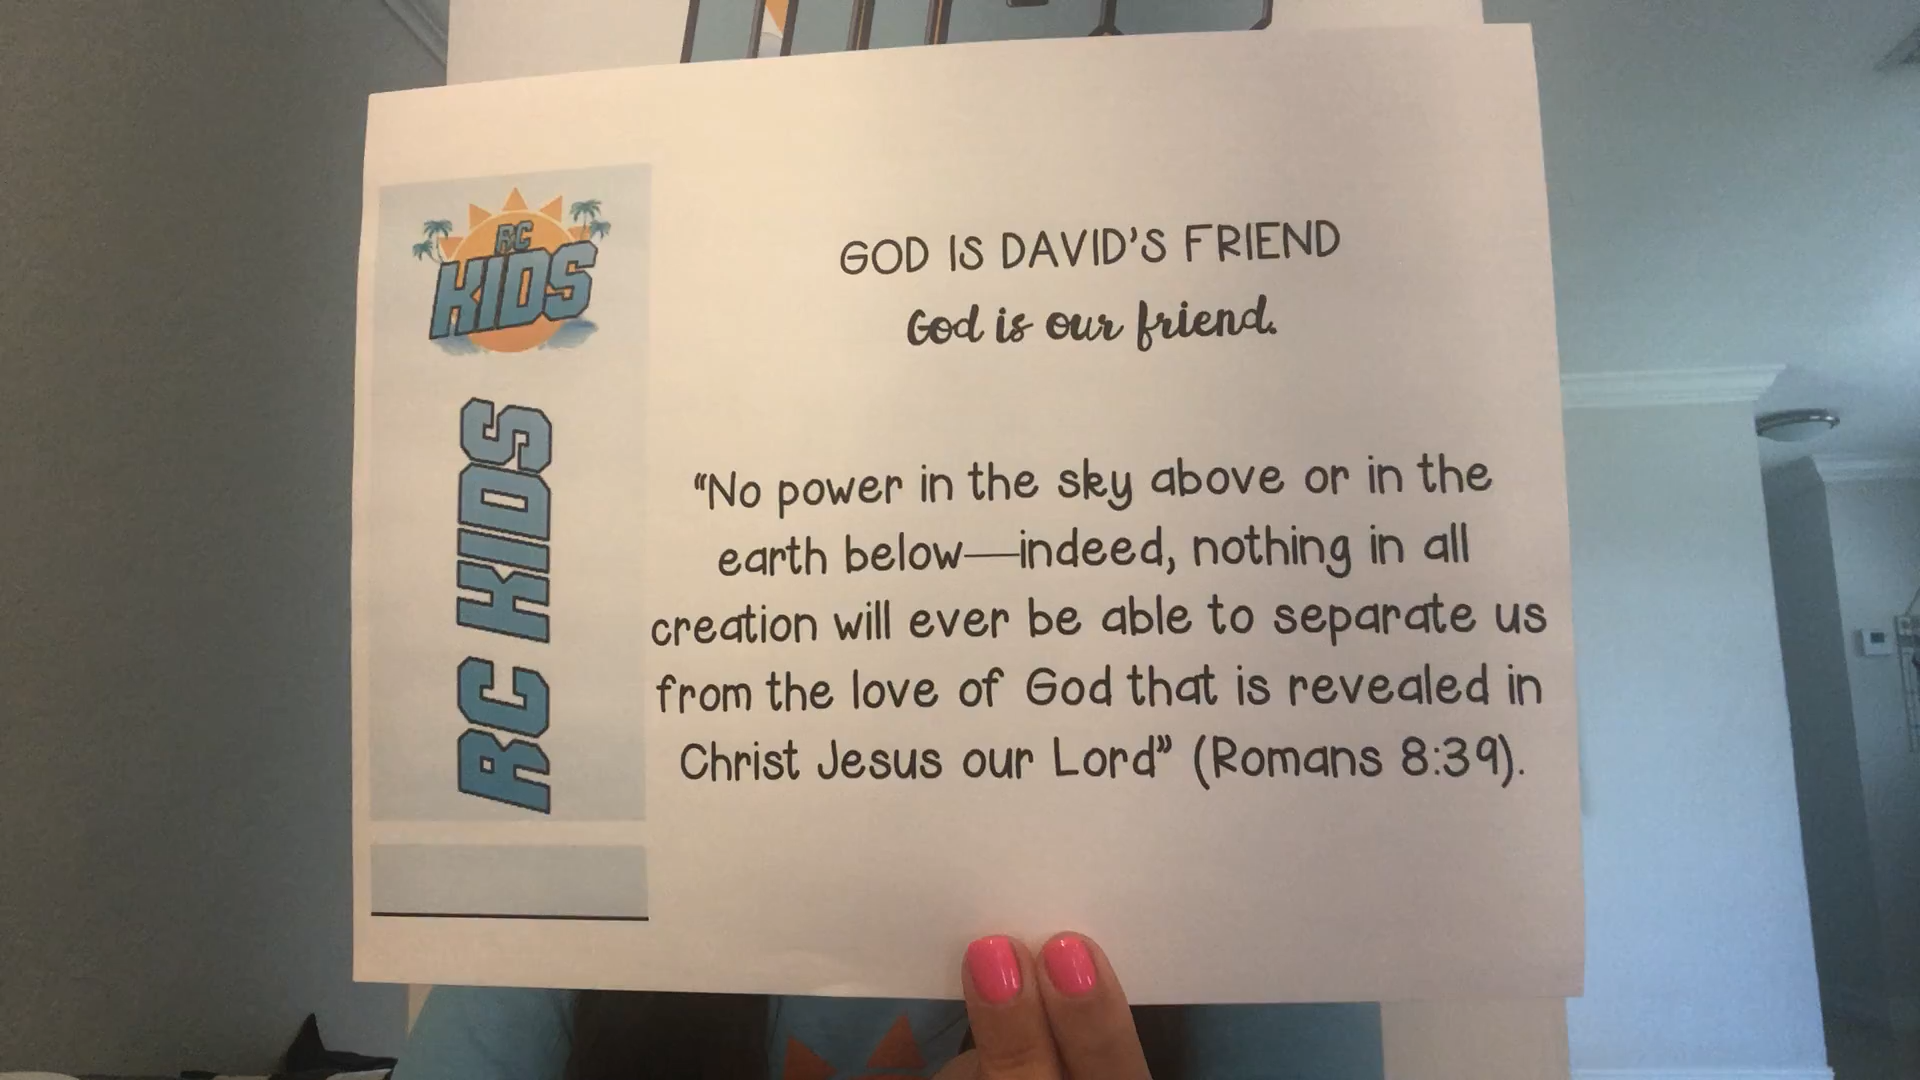 RC
KIDS
RC KIDS
GOD IS DAVID'S FRIEND
God is our friend.
“No power in the sky above or in the
earth below—indeed, nothing in all
creation will ever be able to separate us
from the love of God that is revealed in
Christ Jesus our Lord” (Romans 8:39).